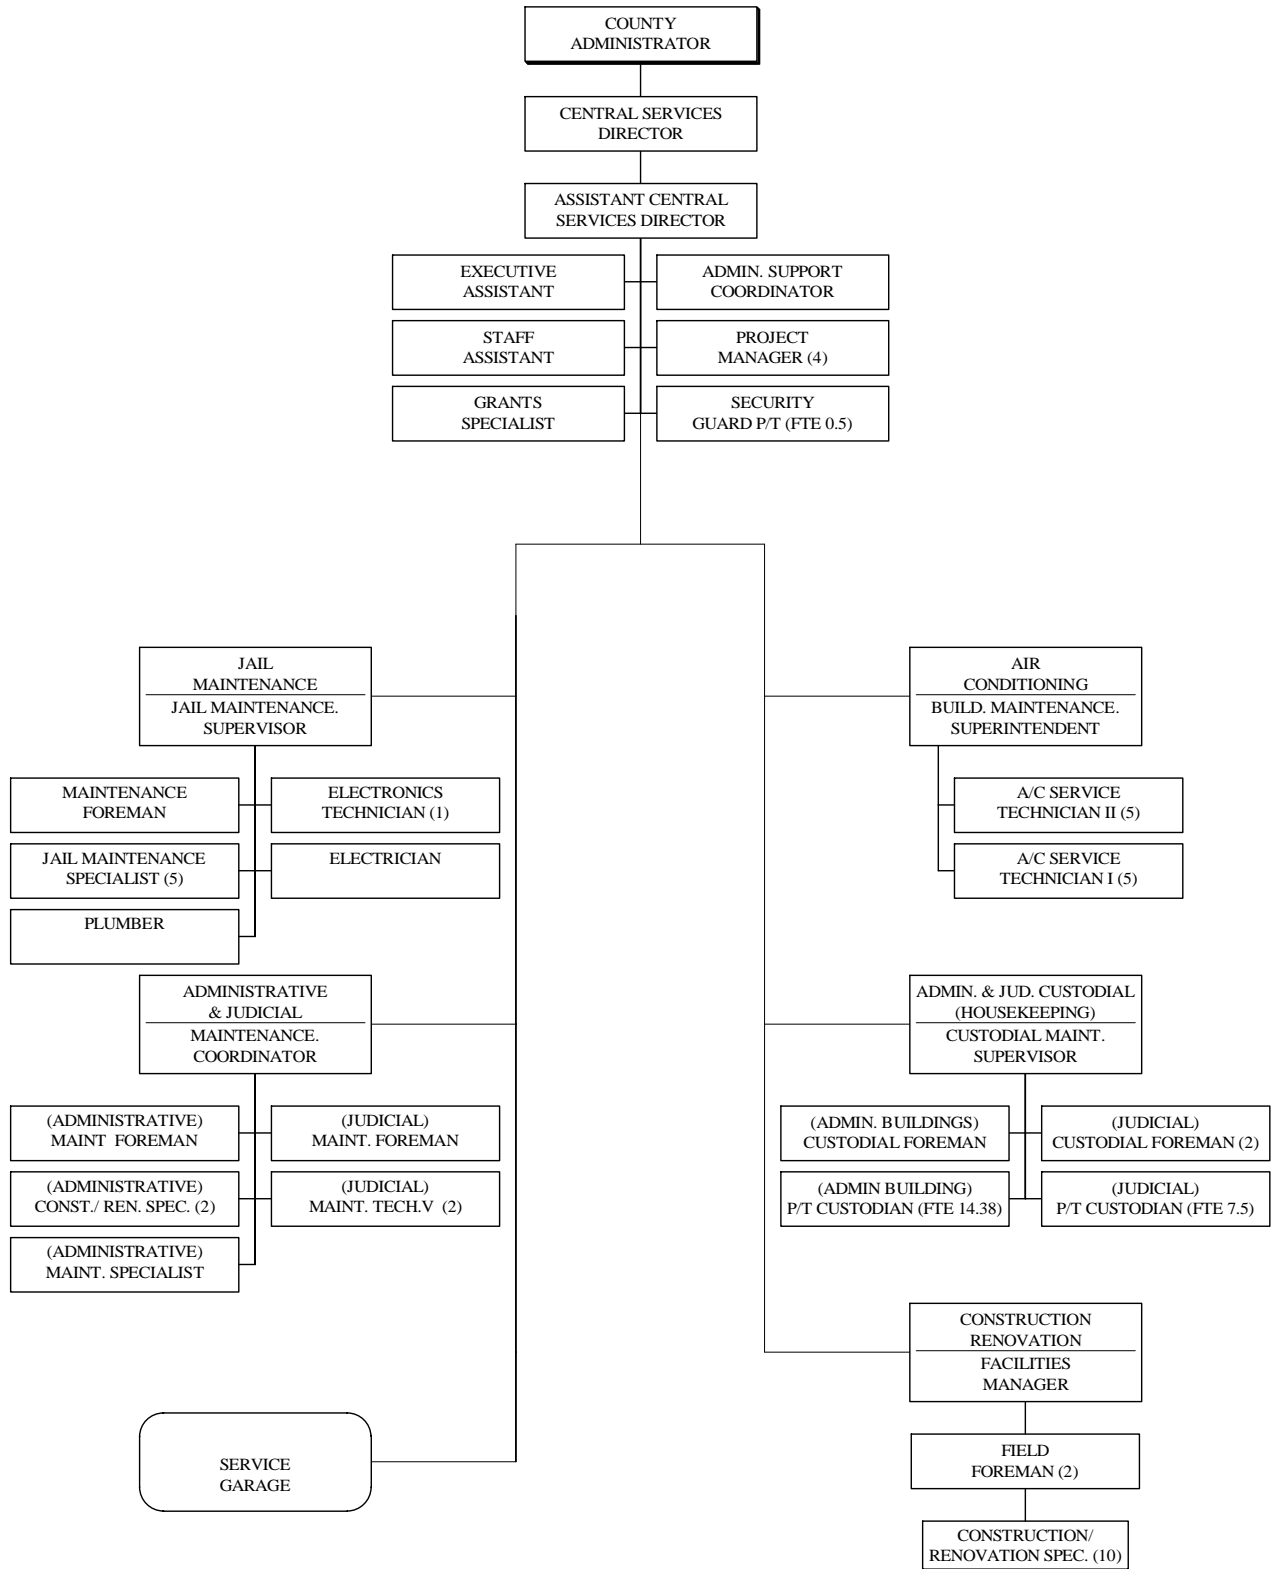 COUNTY
ADMINISTRATOR
CENTRAL SERVICES
DIRECTOR
ASSISTANT CENTRAL
SERVICES DIRECTOR
EXECUTIVE
ASSISTANT
ADMIN. SUPPORT
COORDINATOR
STAFF
ASSISTANT
PROJECT
MANAGER (4)
GRANTS
SPECIALIST
SECURITY
GUARD P/T (FTE 0.5)
JAIL
MAINTENANCE
JAIL MAINTENANCE.
SUPERVISOR
MAINTENANCE
FOREMAN
ELECTRONICS
TECHNICIAN (1)
JAIL MAINTENANCE
SPECIALIST (5)
ELECTRICIAN
PLUMBER
ADMINISTRATIVE
& JUDICIAL
MAINTENANCE.
COORDINATOR
(ADMINISTRATIVE)
MAINT FOREMAN
(JUDICIAL)
MAINT. FOREMAN
(ADMINISTRATIVE)
CONST./ REN. SPEC. (2)
(JUDICIAL)
MAINT. TECH.V (2)
(ADMINISTRATIVE)
MAINT. SPECIALIST
SERVICE
GARAGE
AIR
CONDITIONING
BUILD. MAINTENANCE.
SUPERINTENDENT
A/C SERVICE
TECHNICIAN II (5)
A/C SERVICE
TECHNICIAN I (5)
ADMIN. & JUD. CUSTODIAL
(HOUSEKEEPING)
CUSTODIAL MAINT.
SUPERVISOR
(ADMIN. BUILDINGS)
CUSTODIAL FOREMAN
(JUDICIAL)
CUSTODIAL FOREMAN (2)
(ADMIN BUILDING)
P/T CUSTODIAN (FTE 14.38)
(JUDICIAL)
P/T CUSTODIAN (FTE 7.5)
CONSTRUCTION
RENOVATION
FACILITIES
MANAGER
FIELD
FOREMAN (2)
CONSTRUCTION/
RENOVATION SPEC. (10)